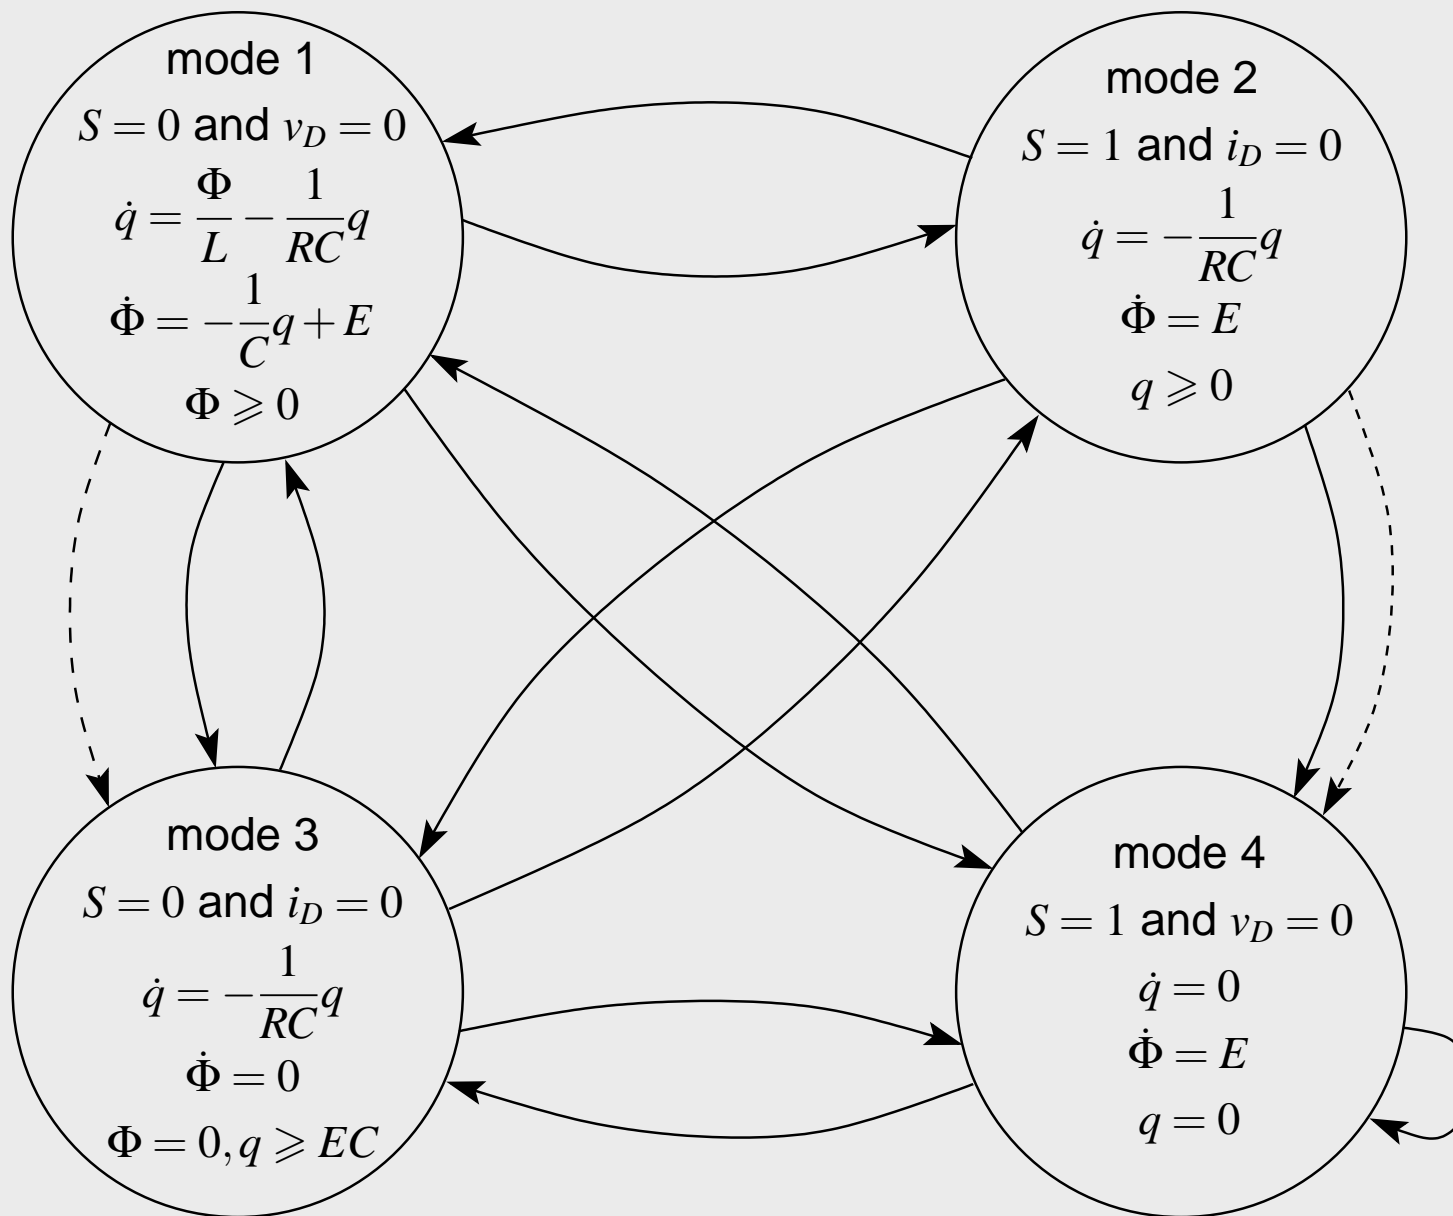 mode 1
S = 0 and v_D = 0
q̇ = Φ/L − 1/RC q
Φ̇ = −1/C q + E
Φ ⩾ 0
mode 2
S = 1 and i_D = 0
q̇ = −1/RC q
Φ̇ = E
q ⩾ 0
mode 3
S = 0 and i_D = 0
q̇ = −1/RC q
Φ̇ = 0
Φ = 0, q ⩾ EC
mode 4
S = 1 and v_D = 0
q̇ = 0
Φ̇ = E
q = 0